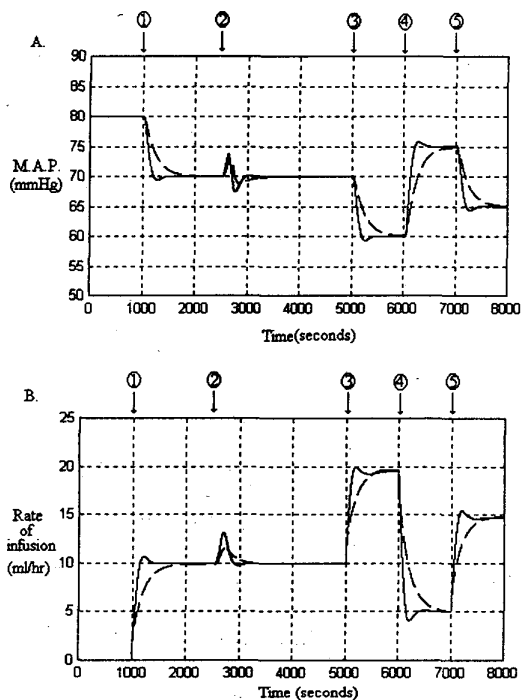 ① ② ③ ④ ⑤
A.
90
85
80
75
M.A.P. 70
(mmHg)
65
60
55
50
0 1000 2000 3000 4000 5000 6000 7000 8000
Time(seconds)
① ② ③ ④ ⑤
B.
25
20
Rate 15
of
infusion
(ml/hr) 10
5
0
0 1000 2000 3000 4000 5000 6000 7000 8000
Time (seconds)